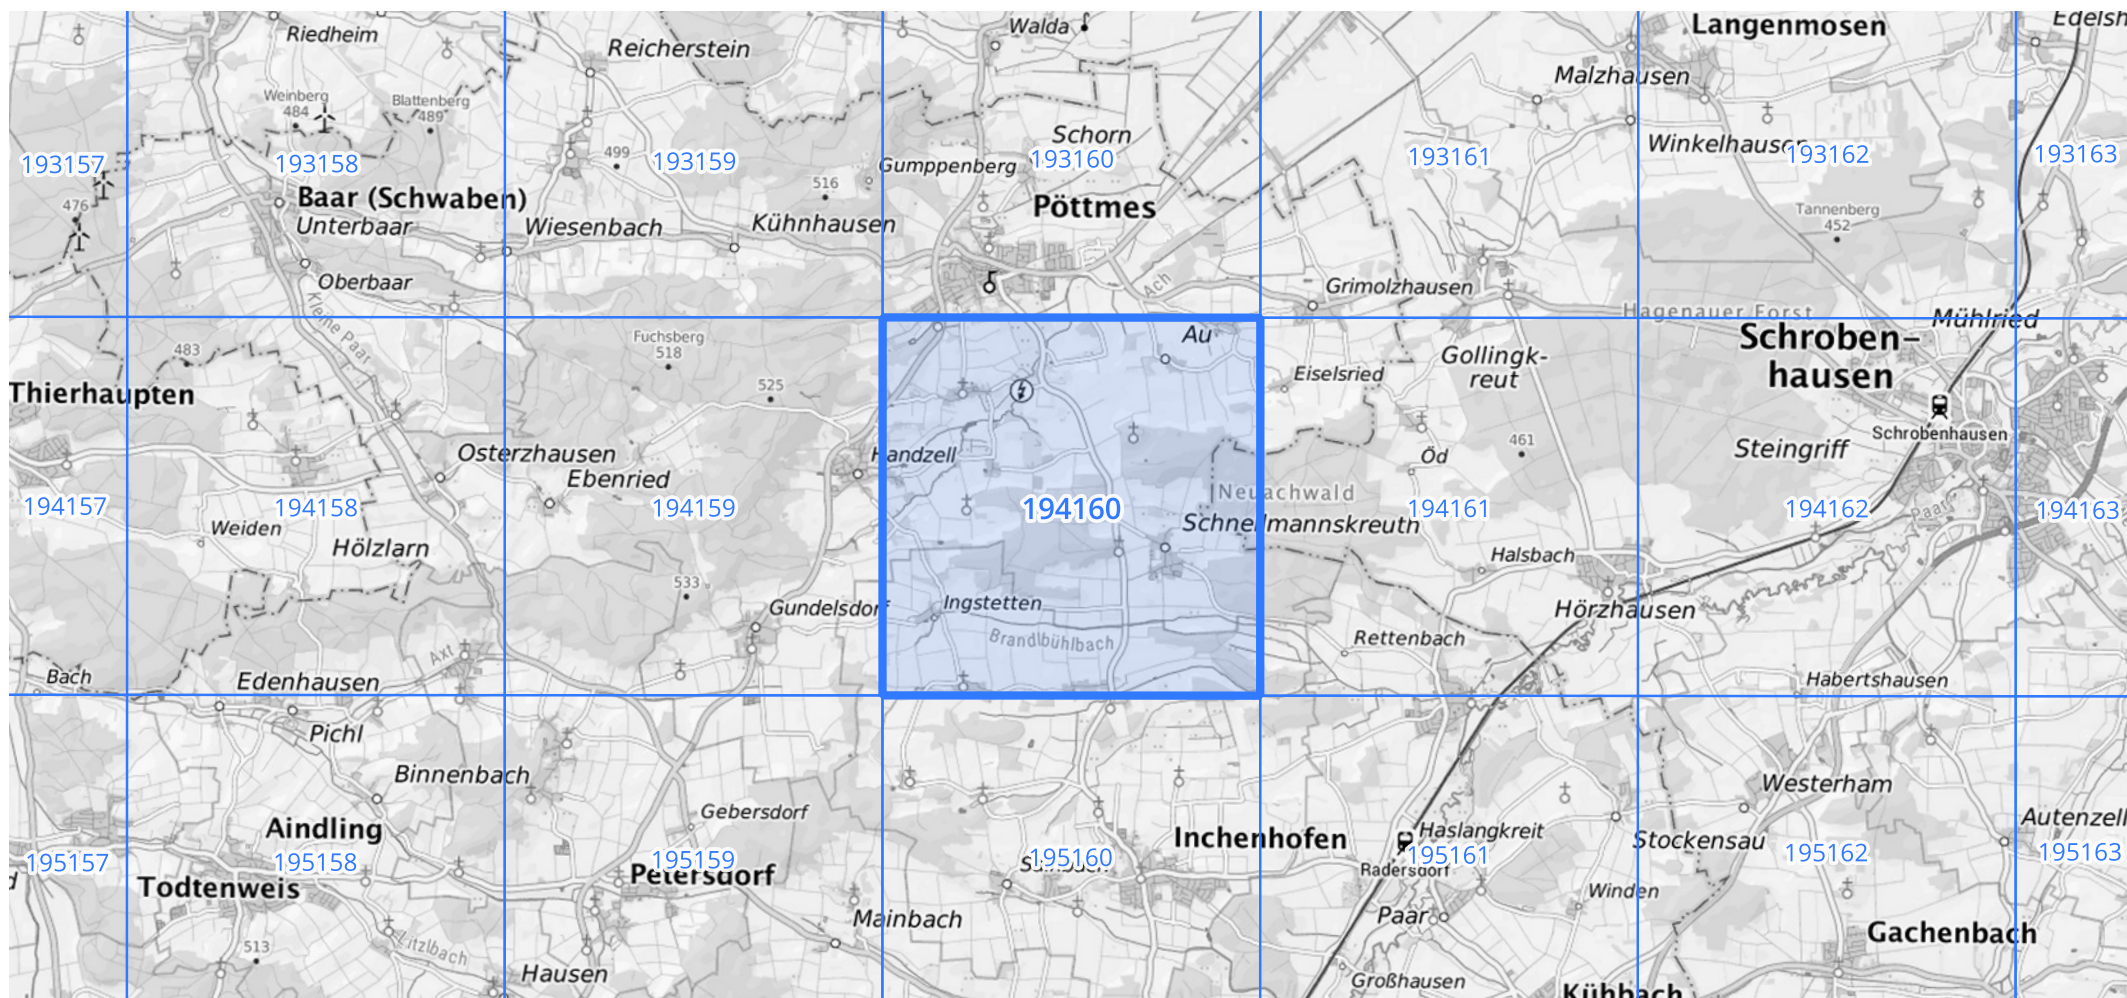 Riedheim
Reicherstein
Walda
Langenmosen
Malzhausen
Weinberg
484
Blattenberg
489
Schorn
Winkelhausen
193157
193158
499
193159
Gumppenberg
193160
193161
193162
193163
476
Baar (Schwaben)
516
Pöttmes
Tannenberg
452
Unterbaar
Wiesenbach
Kühnhausen
Oberbaar
Ach
Grimolzhausen
Kleine Paar
Hagenauer Forst
Mühlried
483
Fuchsberg
518
Au
Gollingk-
reut
Schroben-
hausen
Thierhaupten
525
Eiselsried
Schrobenhausen
Osterzhausen
Handzell
Öd
461
Steingriff
Ebenried
Neuachwald
194157
194158
194159
194160
194161
194162
194163
Paar
Weiden
Hölzlarn
Schnellmannskreuth
Halsbach
533
Gundelsdorf
Ingstetten
Hörzhausen
Brandlbühlbach
Rettenbach
Axt
Bach
Edenhausen
Habertshausen
Pichl
Binnenbach
Westerham
Gebersdorf
Aindling
Inchenhofen
Haslangkreit
Stockensau
195157
195158
195159
195160
195161
195162
195163
Petersdorf
Radersdorf
Todtenweis
Winden
Mainbach
Paar
Gachenbach
513
Litzlbach
Hausen
Großhausen
Kühbach